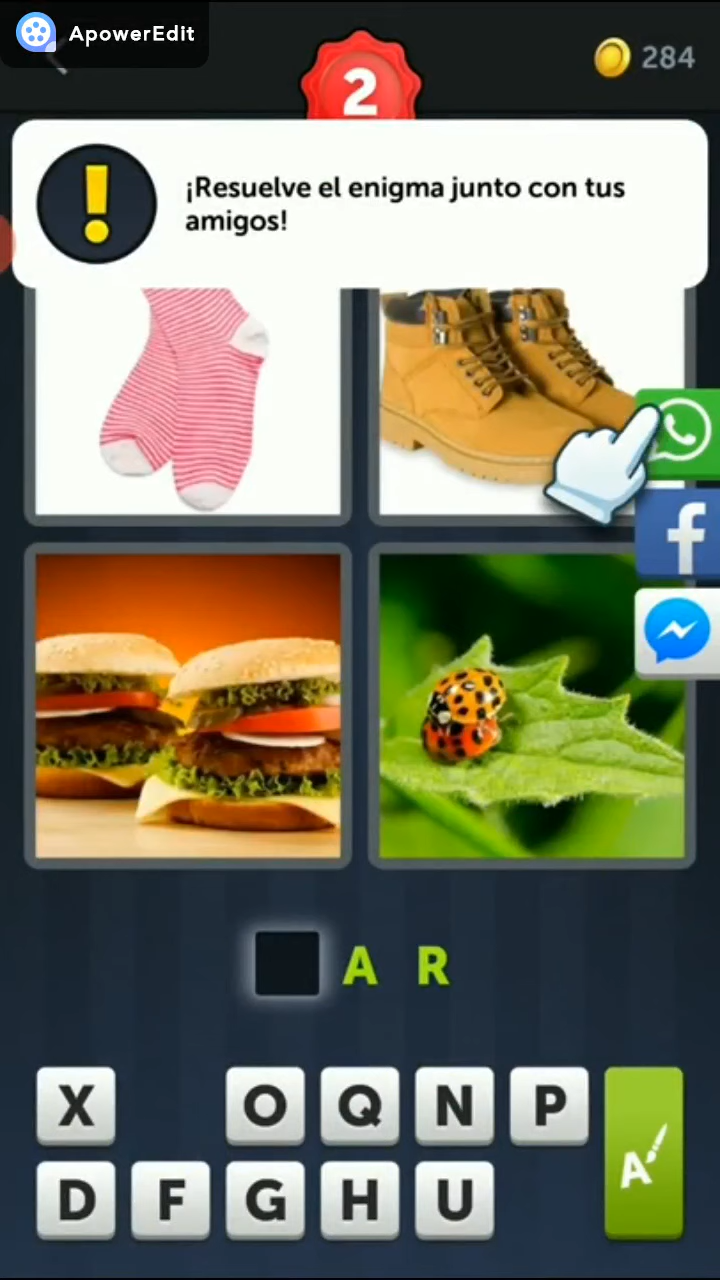 ApowerEdit
284
2
¡Resuelve el enigma junto con tus
amigos!
A R
X O Q N P
D F G H U
A